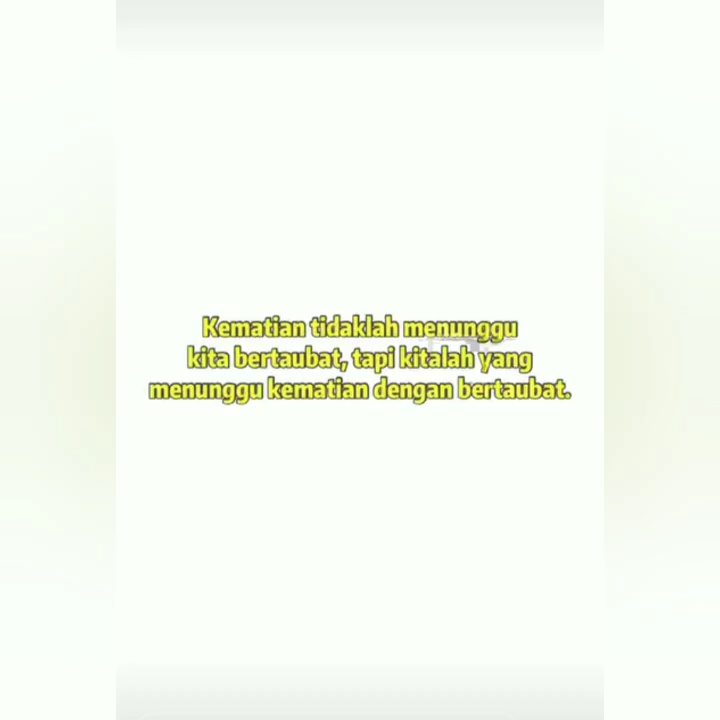 Kematian tidaklah menunggu
kita bertaubat, tapi kitalah yang
menunggu kematian dengan bertaubat.